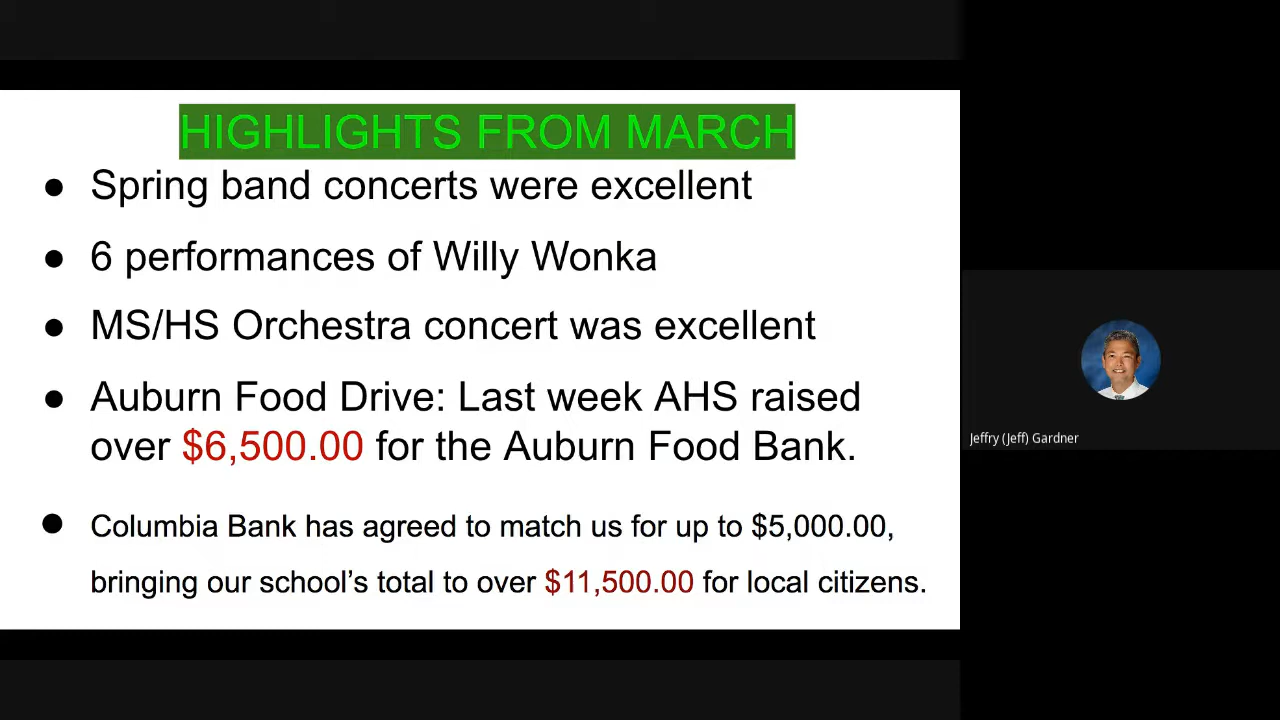 HIGHLIGHTS FROM MARCH
● Spring band concerts were excellent
● 6 performances of Willy Wonka
● MS/HS Orchestra concert was excellent
● Auburn Food Drive: Last week AHS raised
over $6,500.00 for the Auburn Food Bank.
● Columbia Bank has agreed to match us for up to $5,000.00,
bringing our school’s total to over $11,500.00 for local citizens.
Jeffry (Jeff) Gardner